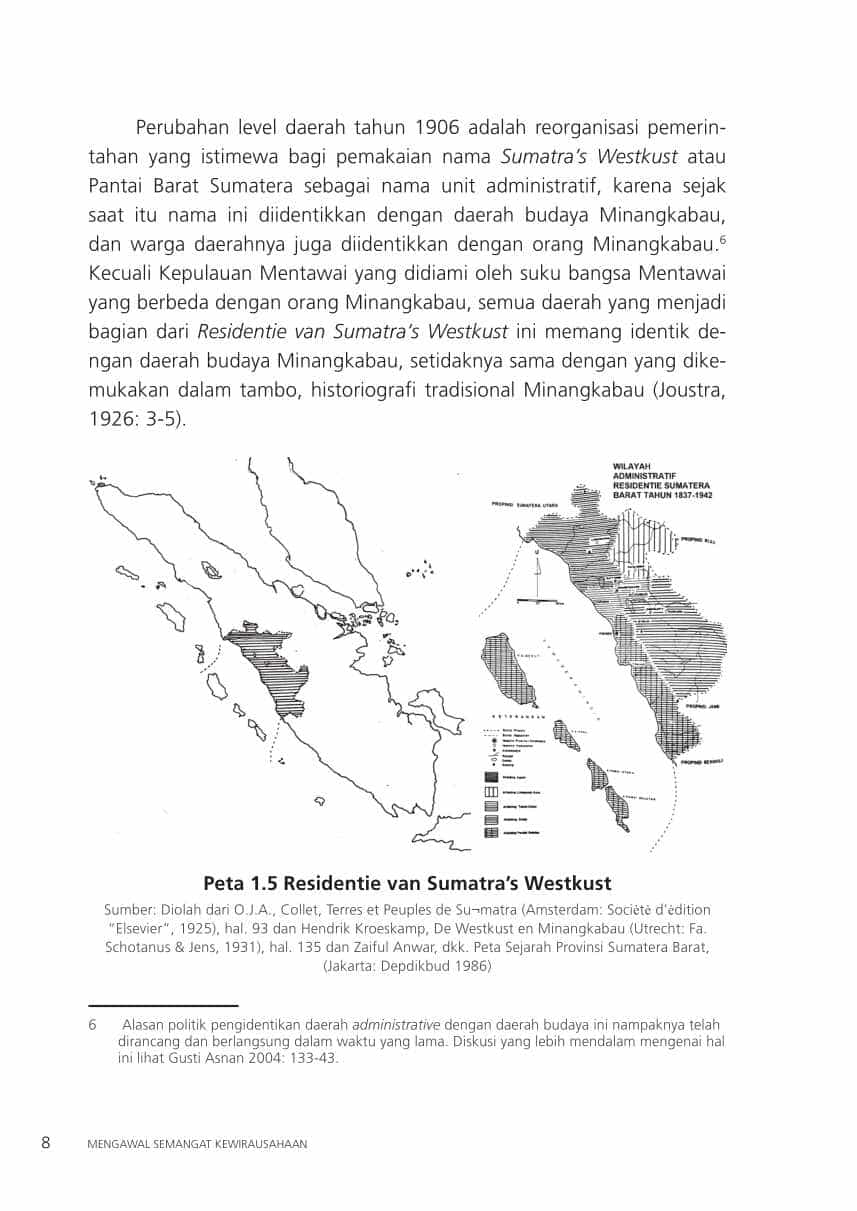 Perubahan level daerah tahun 1906 adalah reorganisasi pemerin-
tahan yang istimewa bagi pemakaian nama Sumatra’s Westkust atau
Pantai Barat Sumatera sebagai nama unit administratif, karena sejak
saat itu nama ini diidentikkan dengan daerah budaya Minangkabau,
dan warga daerahnya juga diidentikkan dengan orang Minangkabau.6
Kecuali Kepulauan Mentawai yang didiami oleh suku bangsa Mentawai
yang berbeda dengan orang Minangkabau, semua daerah yang menjadi
bagian dari Residentie van Sumatra’s Westkust ini memang identik de-
ngan daerah budaya Minangkabau, setidaknya sama dengan yang dike-
mukakan dalam tambo, historiografi tradisional Minangkabau (Joustra,
1926: 3-5).
WILAYAH
ADMINISTRATIF
RESIDENTIE SUMATERA
BARAT TAHUN 1837-1942
PROPINSI SUMATERA UTARA
PROPINSI RIAU
U
PROPINSI JAMBI
PROPINSI BENGKULU
KETERANGAN
Peta 1.5 Residentie van Sumatra’s Westkust
Sumber: Diolah dari O.J.A., Collet, Terres et Peuples de Su¬matra (Amsterdam: Sociėtė d’ėdition
“Elsevier”, 1925), hal. 93 dan Hendrik Kroeskamp, De Westkust en Minangkabau (Utrecht: Fa.
Schotanus & Jens, 1931), hal. 135 dan Zaiful Anwar, dkk. Peta Sejarah Provinsi Sumatera Barat,
(Jakarta: Depdikbud 1986)
6 Alasan politik pengidentikan daerah administrative dengan daerah budaya ini nampaknya telah
dirancang dan berlangsung dalam waktu yang lama. Diskusi yang lebih mendalam mengenai hal
ini lihat Gusti Asnan 2004: 133-43.
8 MENGAWAL SEMANGAT KEWIRAUSAHAAN